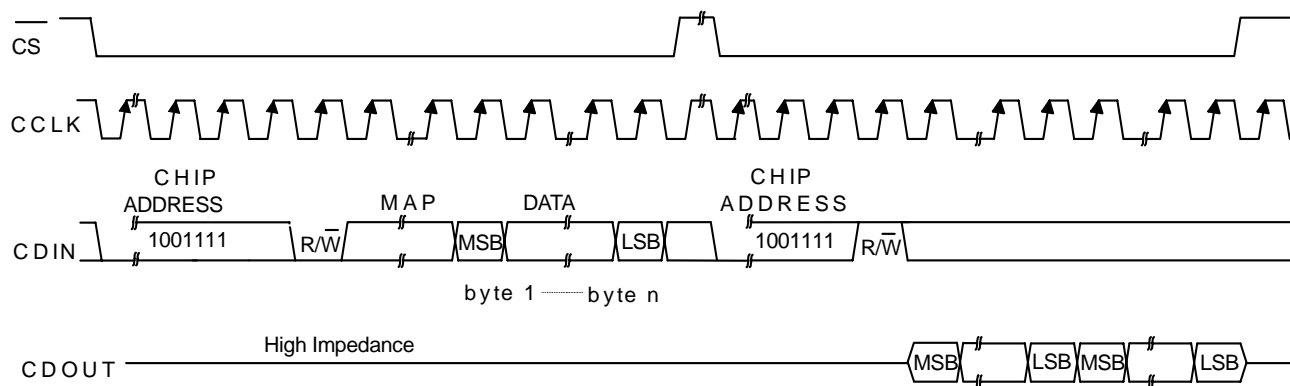 CS
CCLK
CHIP
ADDRESS
MAP
DATA
CHIP
ADDRESS
CDIN
1001111
R/W
MSB
LSB
1001111
R/W
byte 1 ........ byte n
High Impedance
CDOUT
MSB
LSB
MSB
LSB